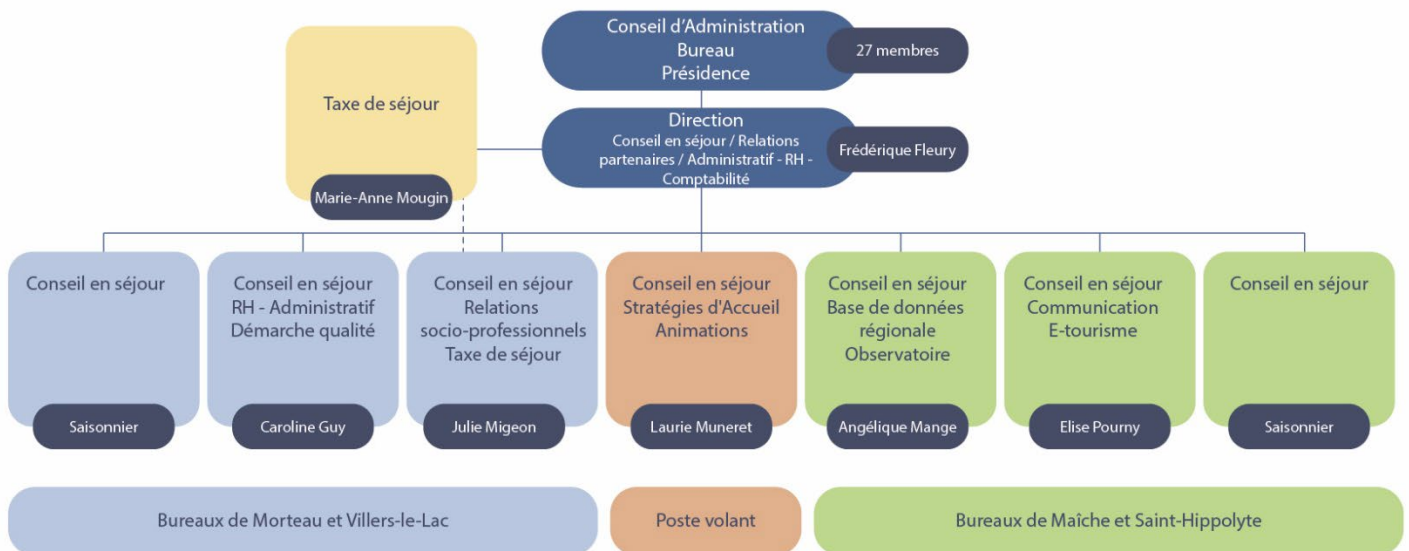 Conseil d'Administration
Bureau
Présidence
27 membres
Taxe de séjour
Marie-Anne Mougin
Direction
Conseil en séjour / Relations
partenaires / Administratif - RH -
Comptabilité
Frédérique Fleury
Conseil en séjour
Saisonnier
Conseil en séjour
RH - Administratif
Démarche qualité
Caroline Guy
Conseil en séjour
Relations
socio-professionnels
Taxe de séjour
Julie Migeon
Conseil en séjour
Stratégies d'Accueil
Animations
Laurie Muneret
Conseil en séjour
Base de données
régionale
Observatoire
Angélique Mange
Conseil en séjour
Communication
E-tourisme
Elise Pourny
Conseil en séjour
Saisonnier
Bureaux de Morteau et Villers-le-Lac
Poste volant
Bureaux de Maîche et Saint-Hippolyte